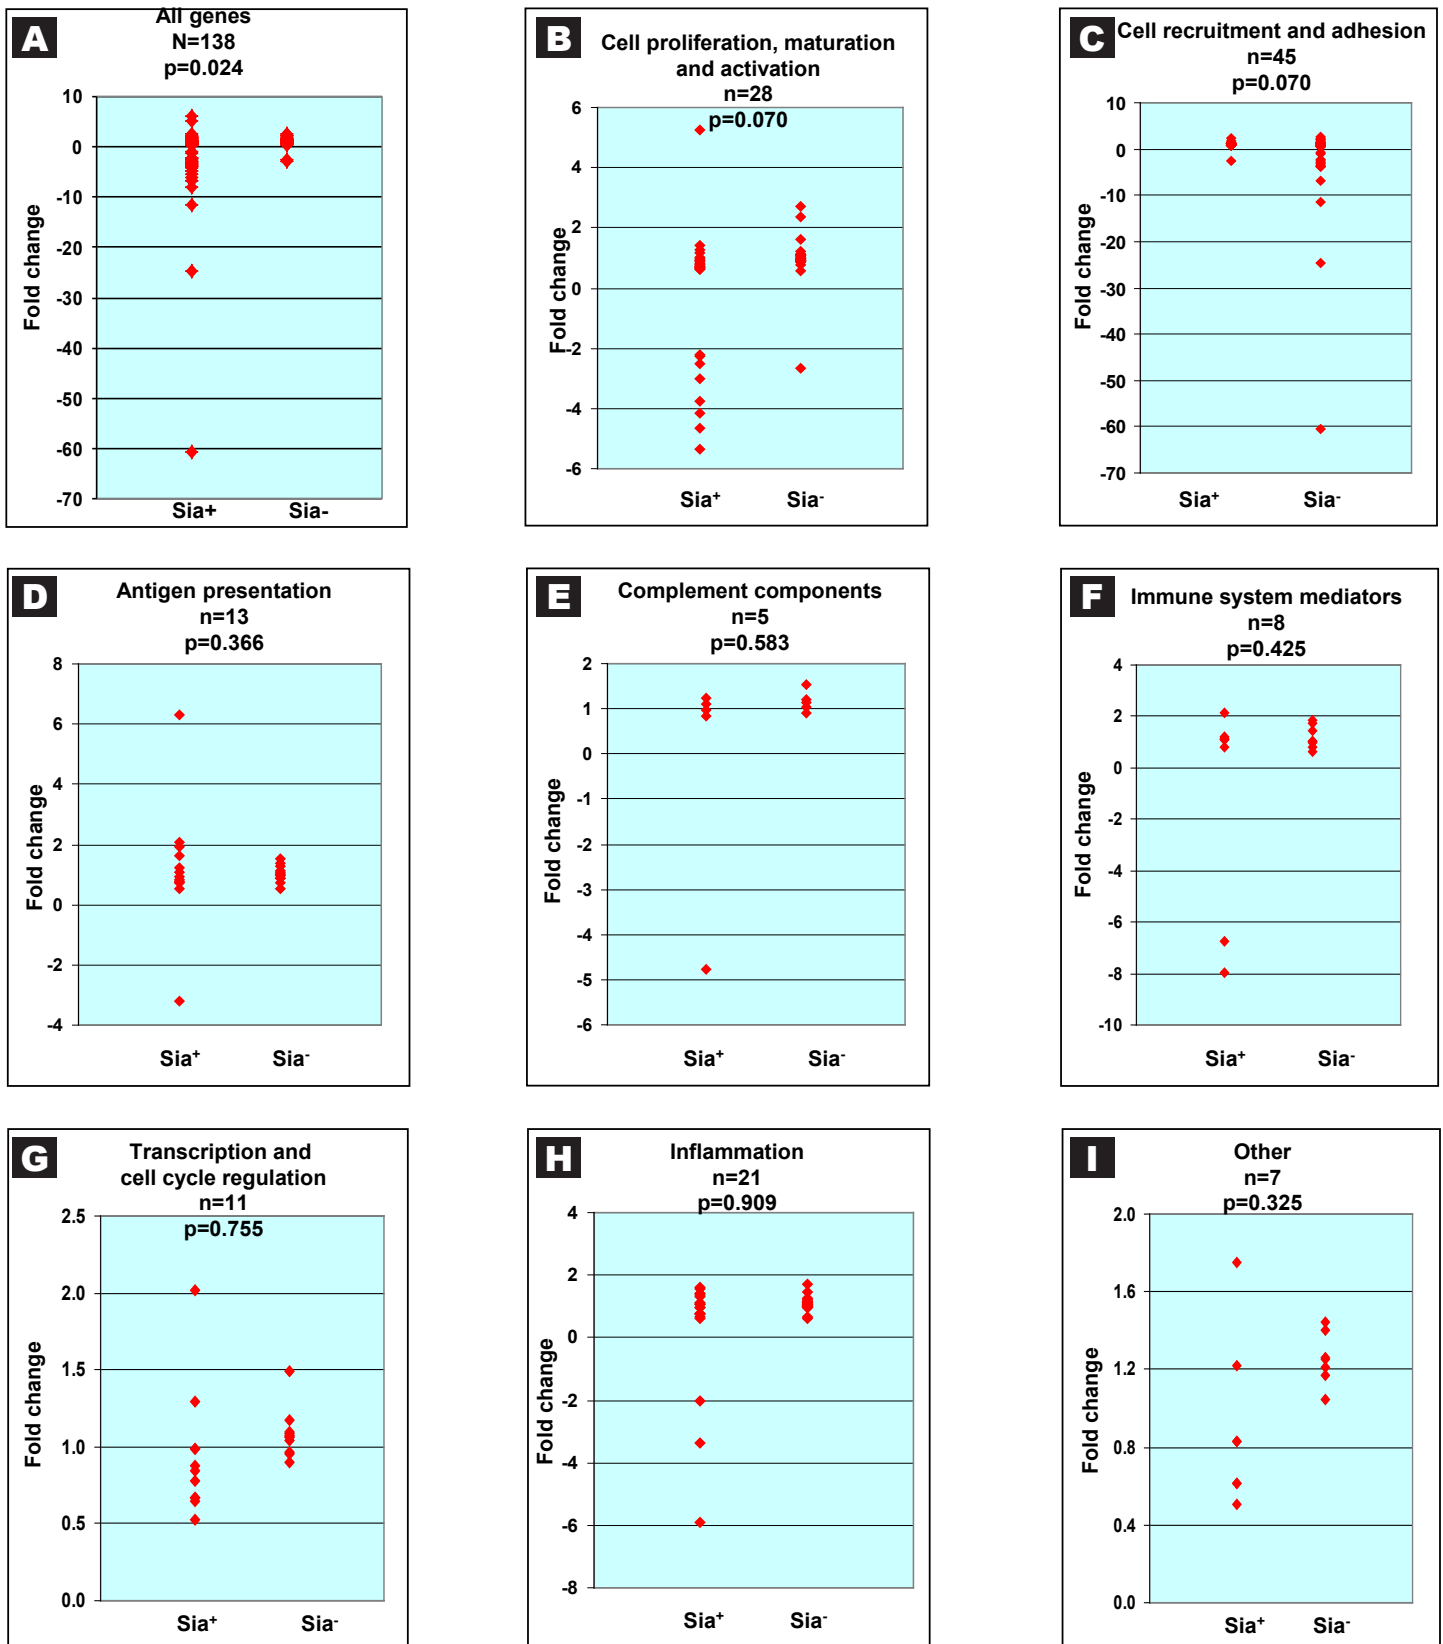 A
All genes
N=138
p=0.024
Fold change
10
0
-10
-20
-30
-40
-50
-60
-70
Sia+ Sia-
B
Cell proliferation, maturation
and activation
n=28
p=0.070
Fold change
6
4
2
0
-2
-4
-6
Sia⁺ Sia⁻
C
Cell recruitment and adhesion
n=45
p=0.070
Fold change
10
0
-10
-20
-30
-40
-50
-60
-70
Sia⁺ Sia⁻
D
Antigen presentation
n=13
p=0.366
Fold change
8
6
4
2
0
-2
-4
Sia⁺ Sia⁻
E
Complement components
n=5
p=0.583
Fold change
2
1
0
-1
-2
-3
-4
-5
-6
Sia⁺ Sia⁻
F
Immune system mediators
n=8
p=0.425
Fold change
4
2
0
-2
-4
-6
-8
-10
Sia⁺ Sia⁻
G
Transcription and
cell cycle regulation
n=11
p=0.755
Fold change
2.5
2.0
1.5
1.0
0.5
0.0
Sia⁺ Sia⁻
H
Inflammation
n=21
p=0.909
Fold change
4
2
0
-2
-4
-6
-8
Sia⁺ Sia⁻
I
Other
n=7
p=0.325
Fold change
2.0
1.6
1.2
0.8
0.4
0.0
Sia⁺ Sia⁻